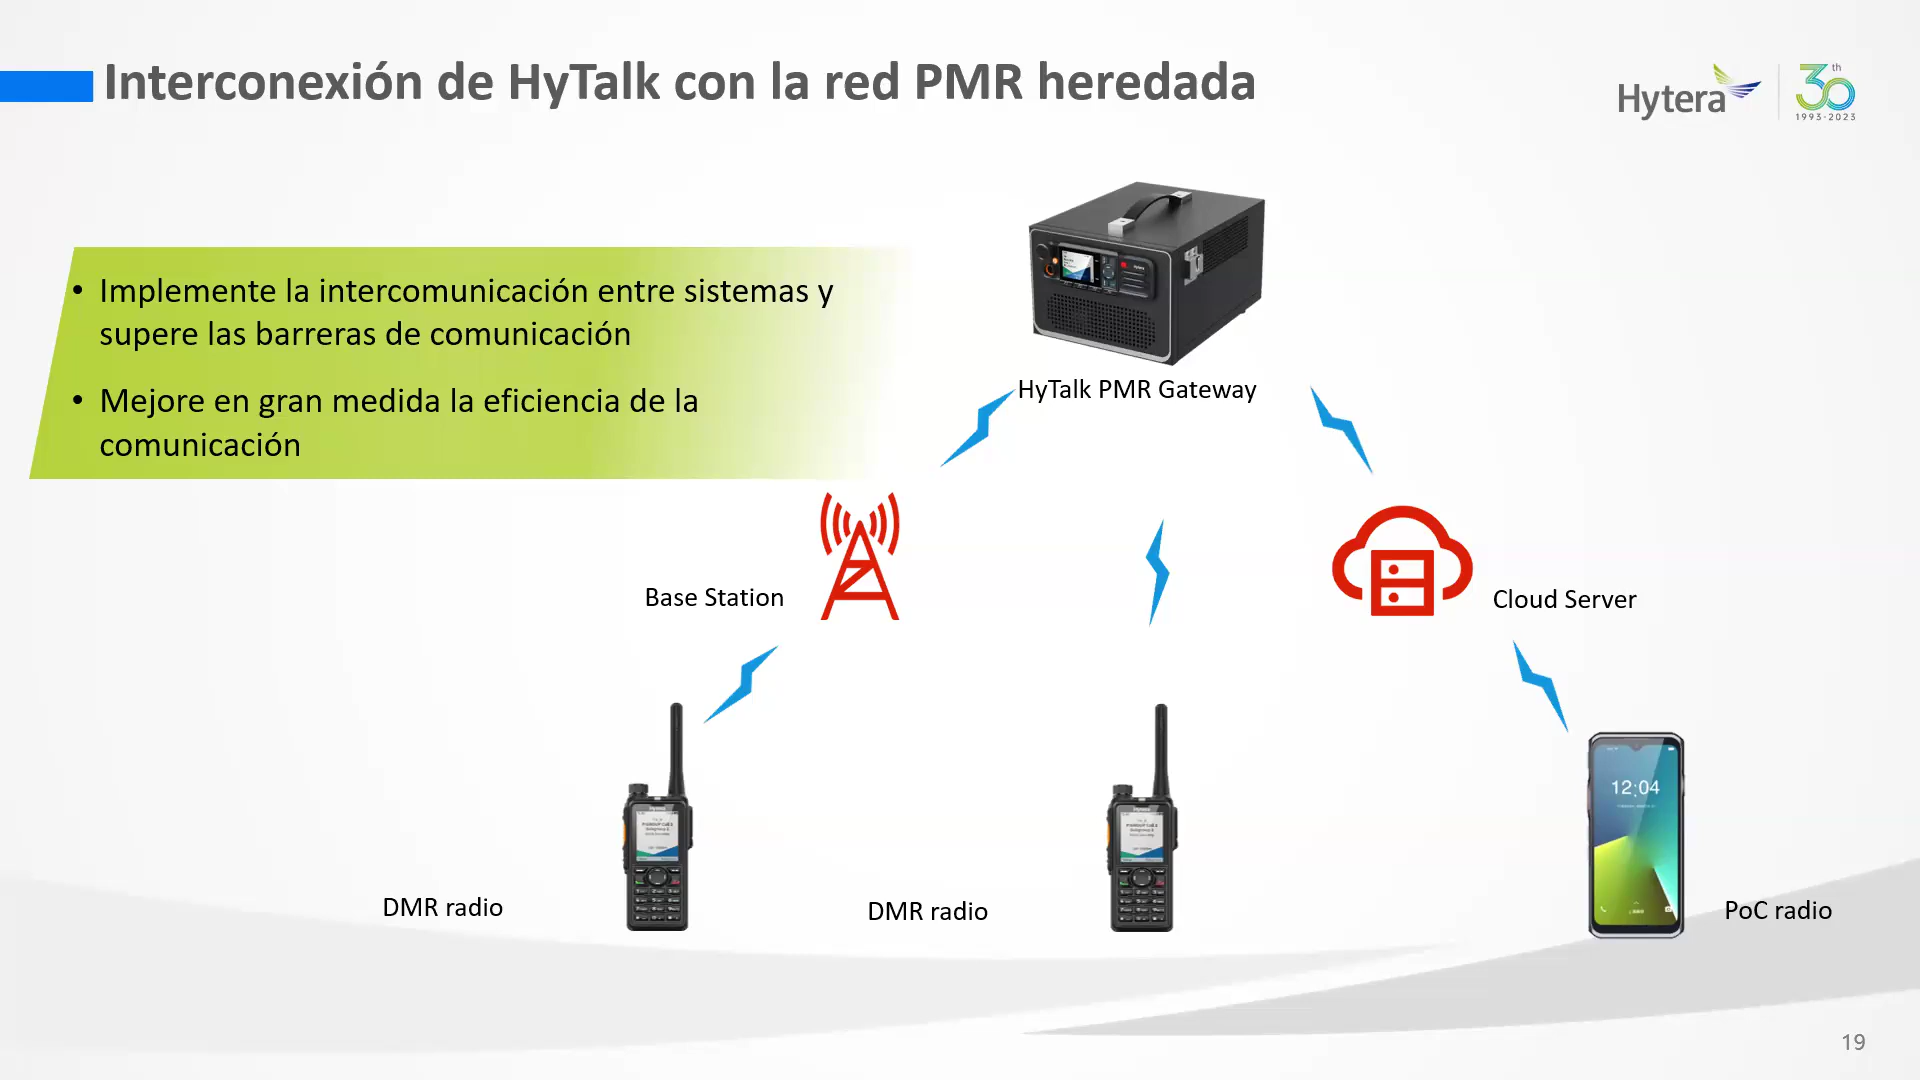 Interconexión de HyTalk con la red PMR heredada
Hytera
30th
1993-2023
• Implemente la intercomunicación entre sistemas y
supere las barreras de comunicación
• Mejore en gran medida la eficiencia de la
comunicación
HyTalk PMR Gateway
Base Station
Cloud Server
12:04
DMR radio
DMR radio
PoC radio
19